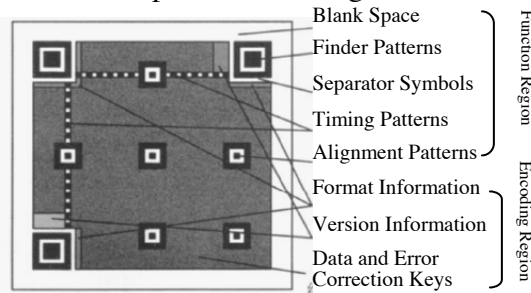 Blank Space
Finder Patterns
Separator Symbols
Timing Patterns
Alignment Patterns
Format Information
Version Information
Data and Error
Correction Keys
Function Region
Encoding Region